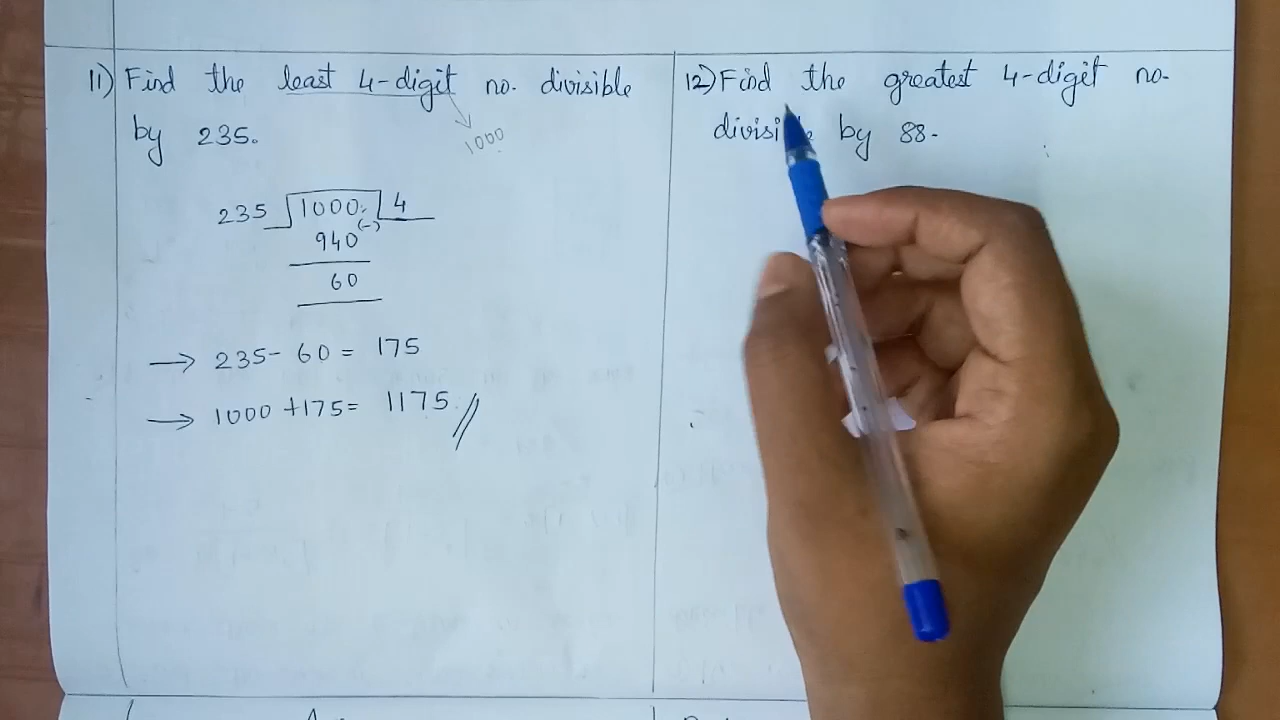 11) Find the least 4-digit no. divisible
by 235.
1000
235 1000 4
(-)
940
60
→ 235- 60 = 175
→ 1000 +175= 1175 //
12) Find the greatest 4-digit no.
by 88.